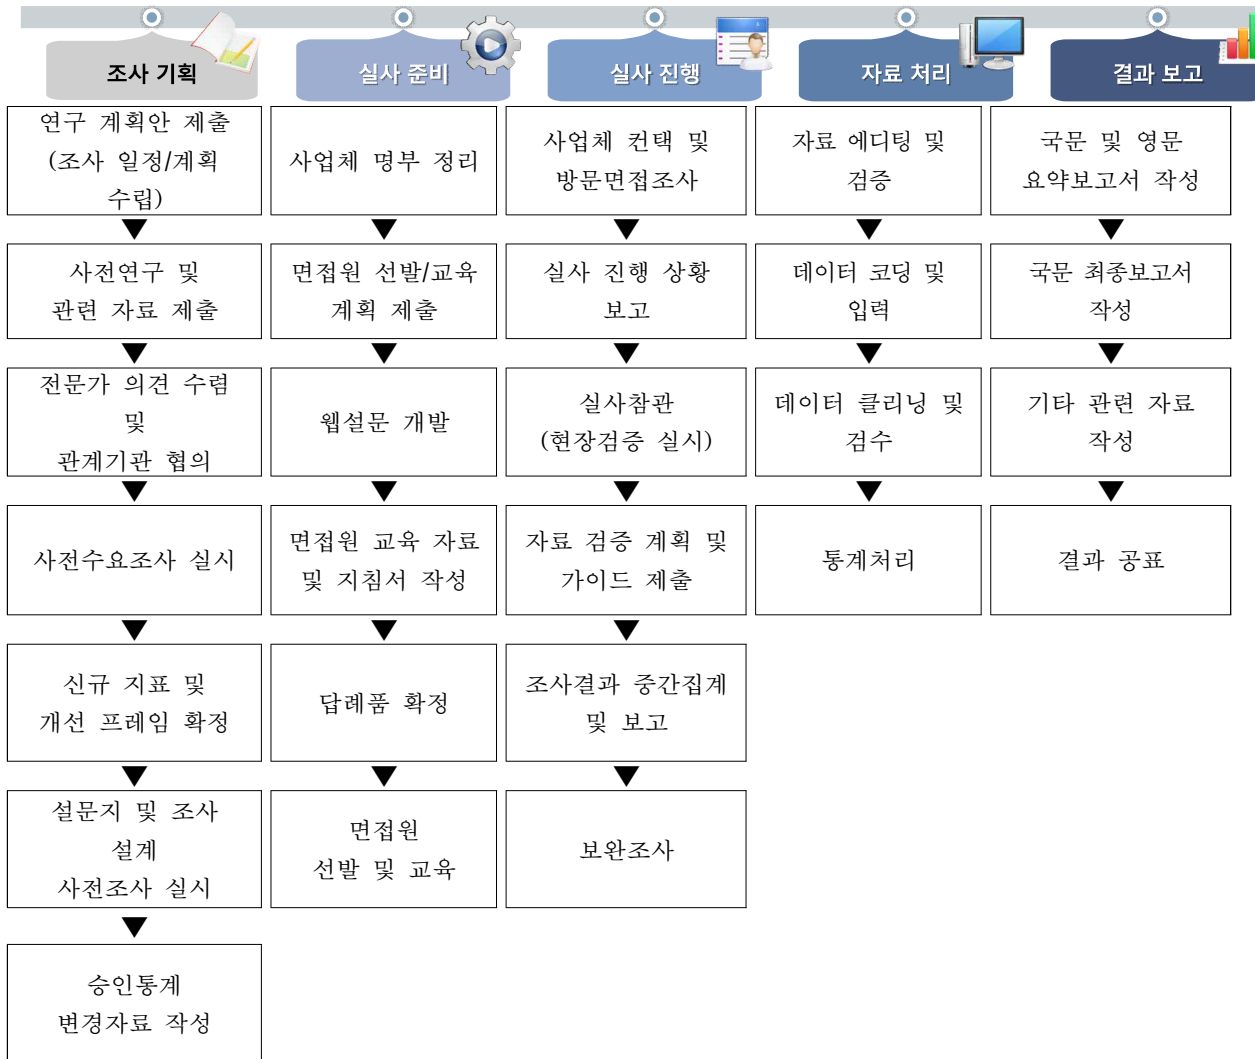 조사 기획
실사 준비
실사 진행
자료 처리
결과 보고
연구 계획안 제출
(조사 일정/계획
수립)
사전연구 및
관련 자료 제출
전문가 의견 수렴
및
관계기관 협의
사전수요조사 실시
신규 지표 및
개선 프레임 확정
설문지 및 조사
설계
사전조사 실시
승인통계
변경자료 작성
사업체 명부 정리
면접원 선발/교육
계획 제출
웹설문 개발
면접원 교육 자료
및 지침서 작성
답례품 확정
면접원
선발 및 교육
사업체 컨택 및
방문면접조사
실사 진행 상황
보고
실사참관
(현장검증 실시)
자료 검증 계획 및
가이드 제출
조사결과 중간집계
및 보고
보완조사
자료 에디팅 및
검증
데이터 코딩 및
입력
데이터 클리닝 및
검수
통계처리
국문 및 영문
요약보고서 작성
국문 최종보고서
작성
기타 관련 자료
작성
결과 공표